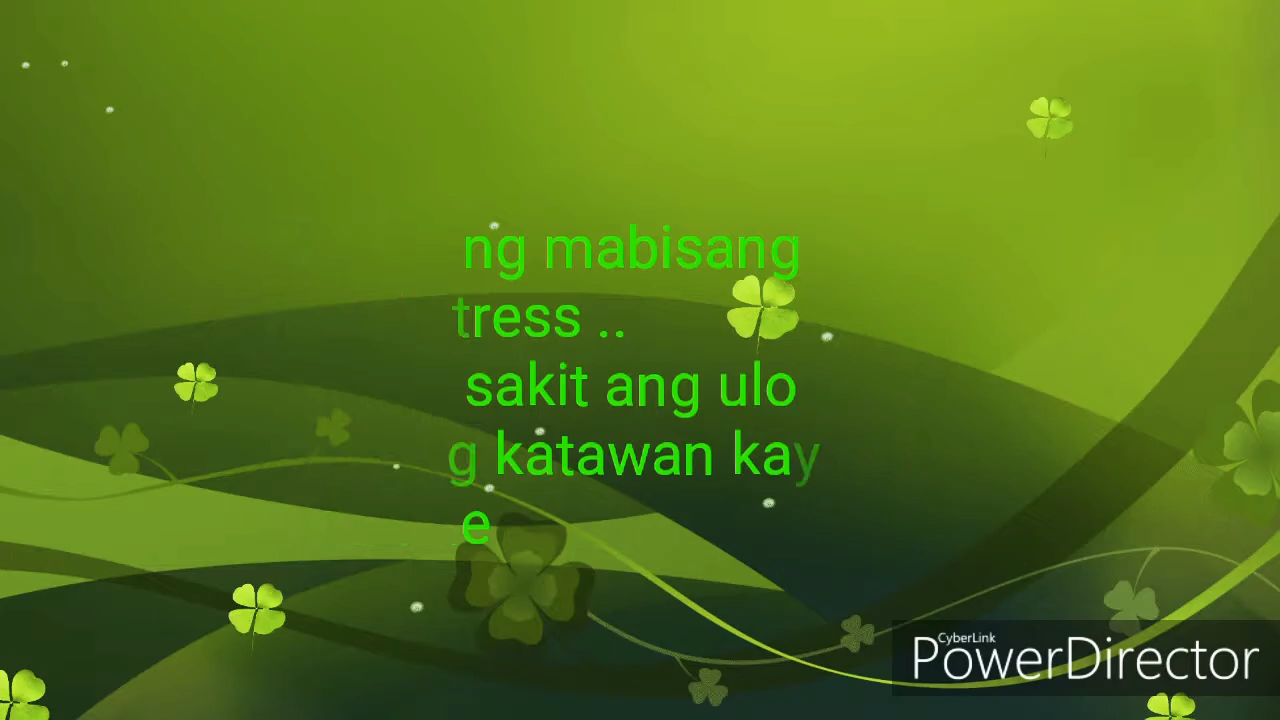 ng mabisang
tress ..
sakit ang ulo
g katawan kay
e
CyberLink
PowerDirector